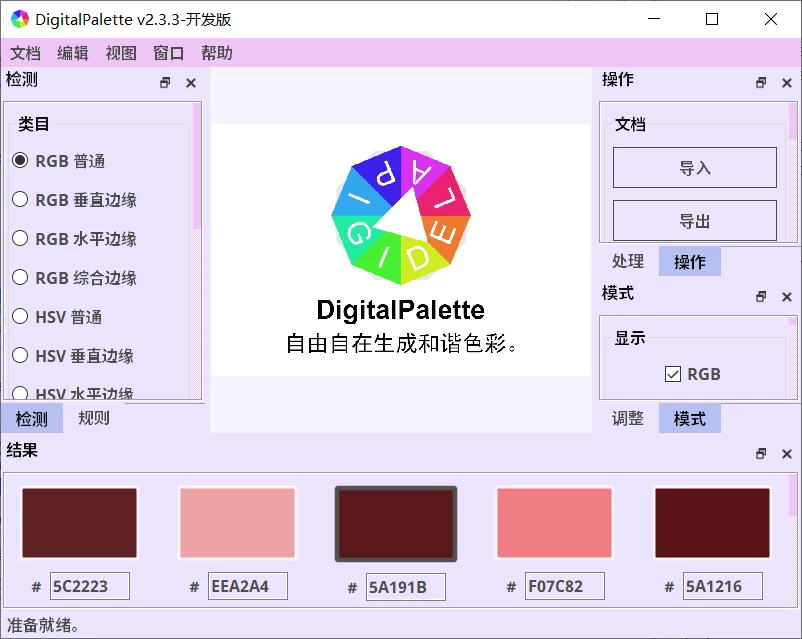 DigitalPalette v2.3.3-开发版
文档 编辑 视图 窗口 帮助
检测
类目
RGB 普通
RGB 垂直边缘
RGB 水平边缘
RGB 综合边缘
HSV 普通
HSV 垂直边缘
HSV 水平边缘
检测 规则
DIGITAL PALETTE
DigitalPalette
自由自在生成和谐色彩。
操作
文档
导入
导出
处理 操作
模式
显示
RGB
调整 模式
结果
# 5C2223 # EEA2A4 # 5A191B # F07C82 # 5A1216
准备就绪。